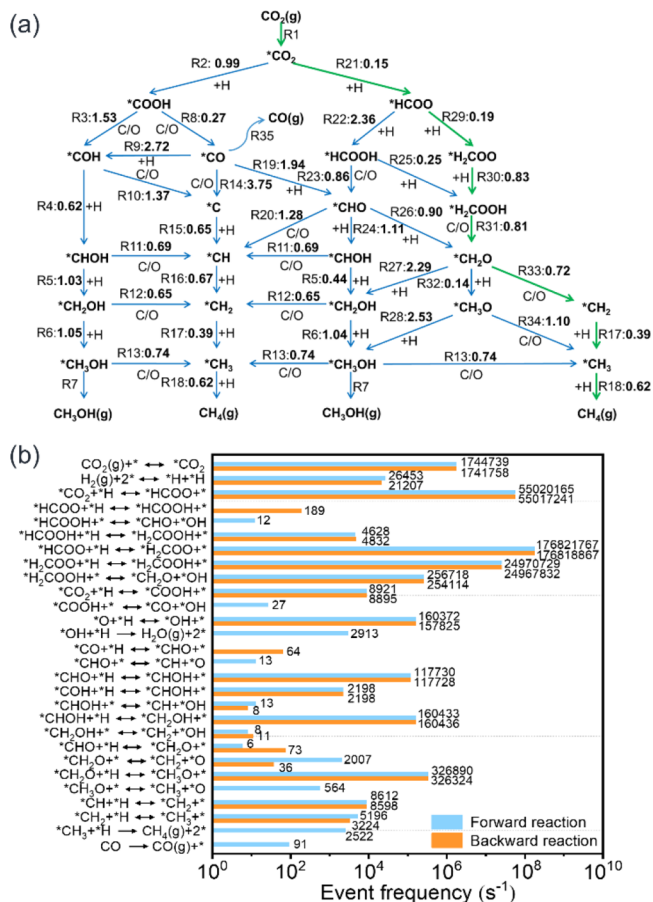 (a)
CO2(g)
R1
*CO2
R2: 0.99
+H
R21:0.15
+H
*COOH
*HCOO
R3:1.53
C/O
R8:0.27
C/O
CO(g)
R35
R22:2.36
+H
R29:0.19
+H
*COH
R9:2.72
+H
*CO
R19:1.94
*HCOOH
R25:0.25
+H
*H2COO
R10:1.37
C/O
C/O
R14:3.75
R23:0.86
C/O
+H
R30:0.83
R4:0.62
+H
*C
R20:1.28
C/O
*CHO
R26:0.90
+H
*H2COOH
C/O
R31:0.81
R15:0.65
+H
R24:1.11
+H
*CHOH
R11:0.69
C/O
*CH
R11:0.69
C/O
*CHOH
*CH2O
R5:1.03
+H
R16:0.67
+H
R5:0.44
+H
R27:2.29
+H
R32:0.14
+H
R33:0.72
C/O
*CH2OH
R12:0.65
C/O
*CH2
R12:0.65
C/O
*CH2OH
*CH3O
*CH2
R6:1.05
+H
R17:0.39
+H
R6:1.04
+H
R28:2.53
+H
R34:1.10
C/O
+H
R17:0.39
*CH3OH
R13:0.74
C/O
*CH3
R13:0.74
C/O
*CH3OH
R13:0.74
C/O
*CH3
R7
R18:0.62
+H
R7
+H
R18:0.62
CH3OH(g)
CH4(g)
CH3OH(g)
CH4(g)
(b)
CO2(g)+* ↔ *CO2
1744739
1741758
H2(g)+2* ↔ *H+*H
26453
21207
*CO2+*H ↔ *HCOO+*
55020165
55017241
*HCOO+*H ↔ *HCOOH+*
189
*HCOOH+* ↔ *CHO+*OH
12
*HCOOH+*H ↔ *H2COOH+*
4628
4832
*HCOO+*H ↔ *H2COO+*
176821767
176818867
*H2COO+*H ↔ *H2COOH+*
24970729
24967832
*H2COOH+* ↔ *CH2O+*OH
256718
254114
*CO2+*H ↔ *COOH+*
8921
8895
*COOH+* ↔ *CO+*OH
27
*O+*H ↔ *OH+*
160372
157825
*OH+*H → H2O(g)+2*
2913
*CO+*H ↔ *CHO+*
64
*CHO+* ↔ *CH+*O
13
*CHO+*H ↔ *CHOH+*
117730
117728
*COH+*H ↔ *CHOH+*
2198
2198
*CHOH+* ↔ *CH+*OH
13
8
*CHOH+*H ↔ *CH2OH+*
160433
160436
*CH2OH+* ↔ *CH2+*OH
8
11
*CHO+*H ↔ *CH2O+*
6
73
*CH2O+* ↔ *CH2+*O
2007
36
*CH2O+*H ↔ *CH3O+*
326890
326324
*CH3O+* ↔ *CH3+*O
564
*CH+*H ↔ *CH2+*
8612
8598
*CH2+*H ↔ *CH3+*
5196
3224
*CH3+*H → CH4(g)+2*
2522
CO → CO(g)+*
91
Forward reaction
Backward reaction
10^0 10^2 10^4 10^6 10^8 10^10
Event frequency (s^-1)